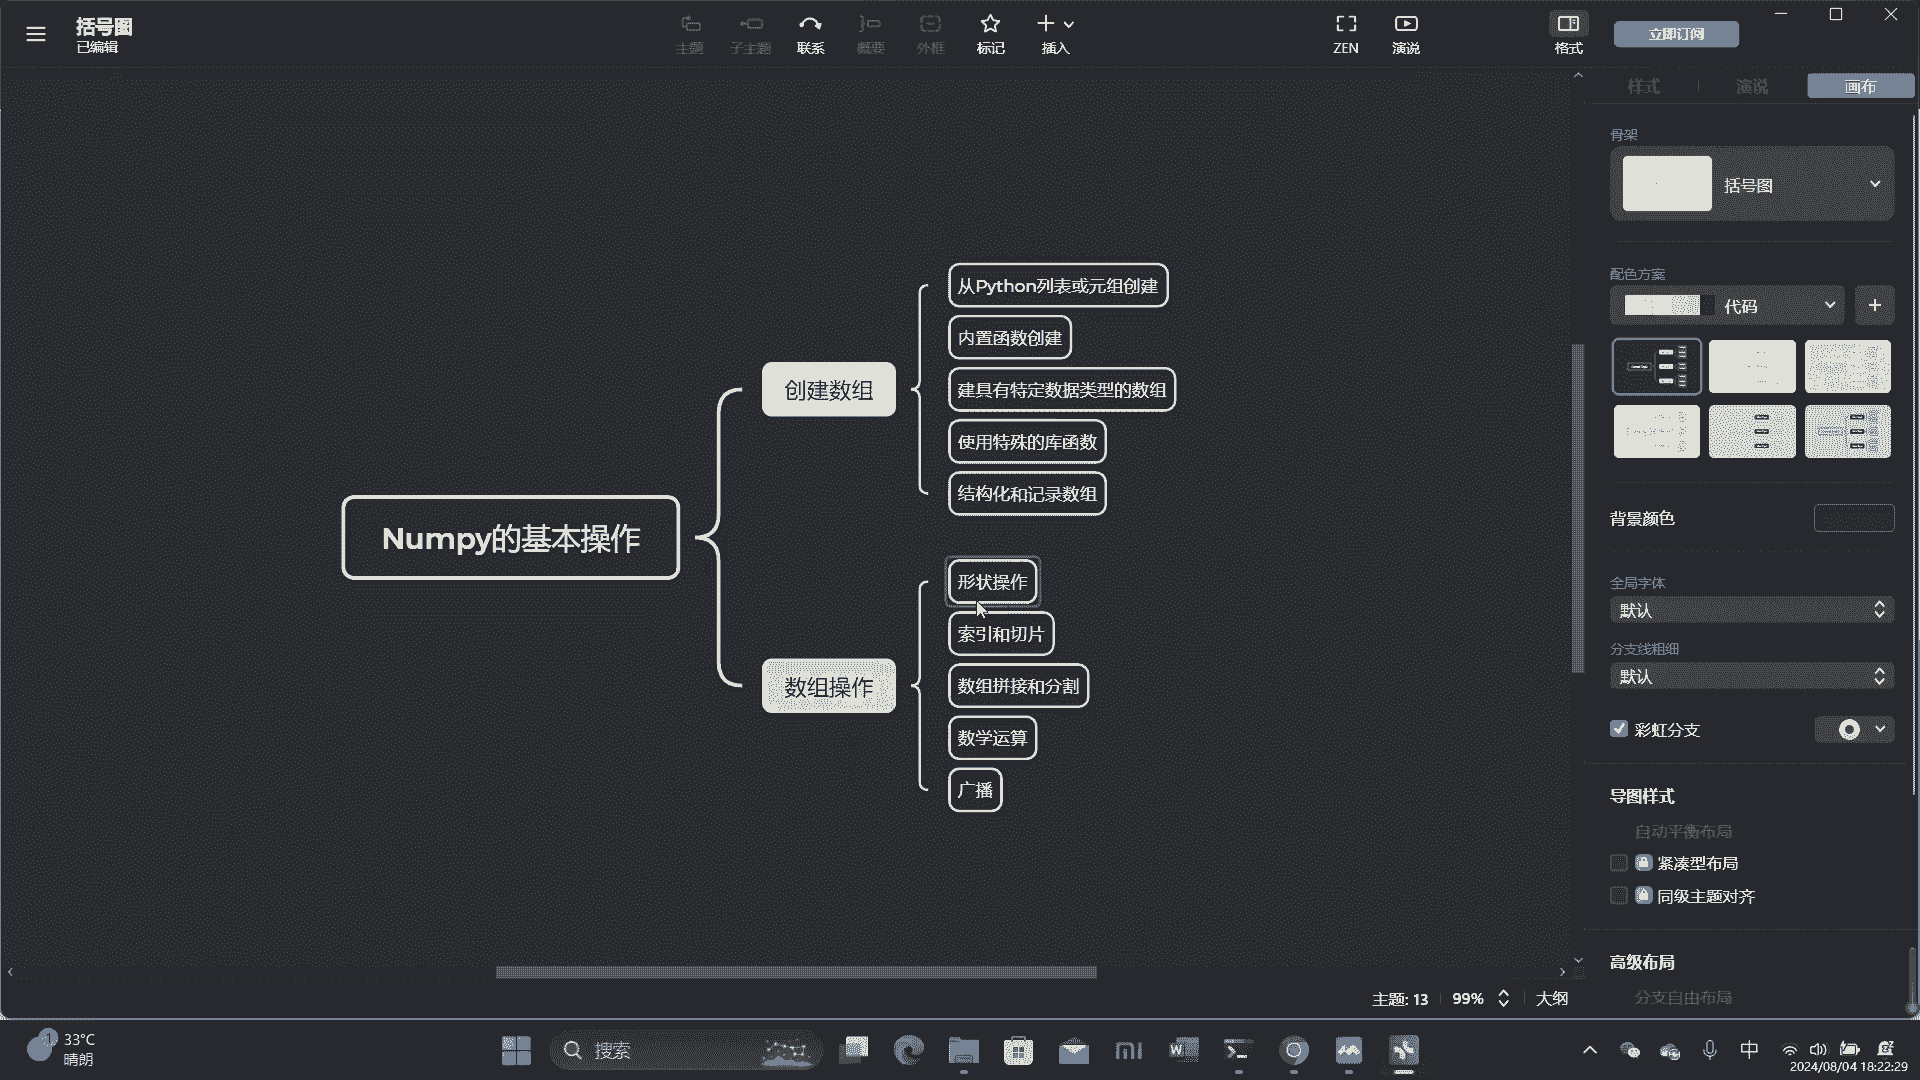 括号图
已编辑
主题
子主题
联系
概要
外框
标记
插入
ZEN
演说
格式
立即订阅
样式
演说
画布
骨架
括号图
配色方案
代码
背景颜色
全局字体
默认
分支线粗细
默认
彩虹分支
导图样式
自动平衡布局
紧凑型布局
同级主题对齐
高级布局
分支自由布局
Numpy的基本操作
创建数组
从Python列表或元组创建
内置函数创建
建具有特定数据类型的数组
使用特殊的库函数
结构化和记录数组
数组操作
形状操作
索引和切片
数组拼接和分割
数学运算
广播
主题: 13
99%
大纲
1
33°C
晴朗
搜索
中
2024/08/04 18:22:29